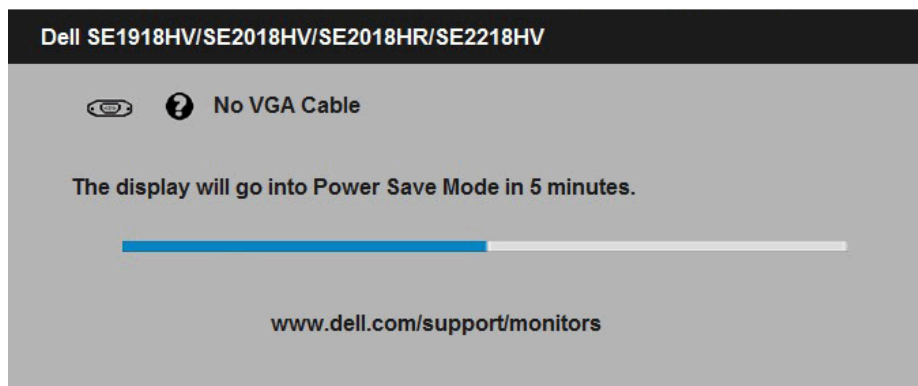 Dell SE1918HV/SE2018HV/SE2018HR/SE2218HV
No VGA Cable
The display will go into Power Save Mode in 5 minutes.
www.dell.com/support/monitors